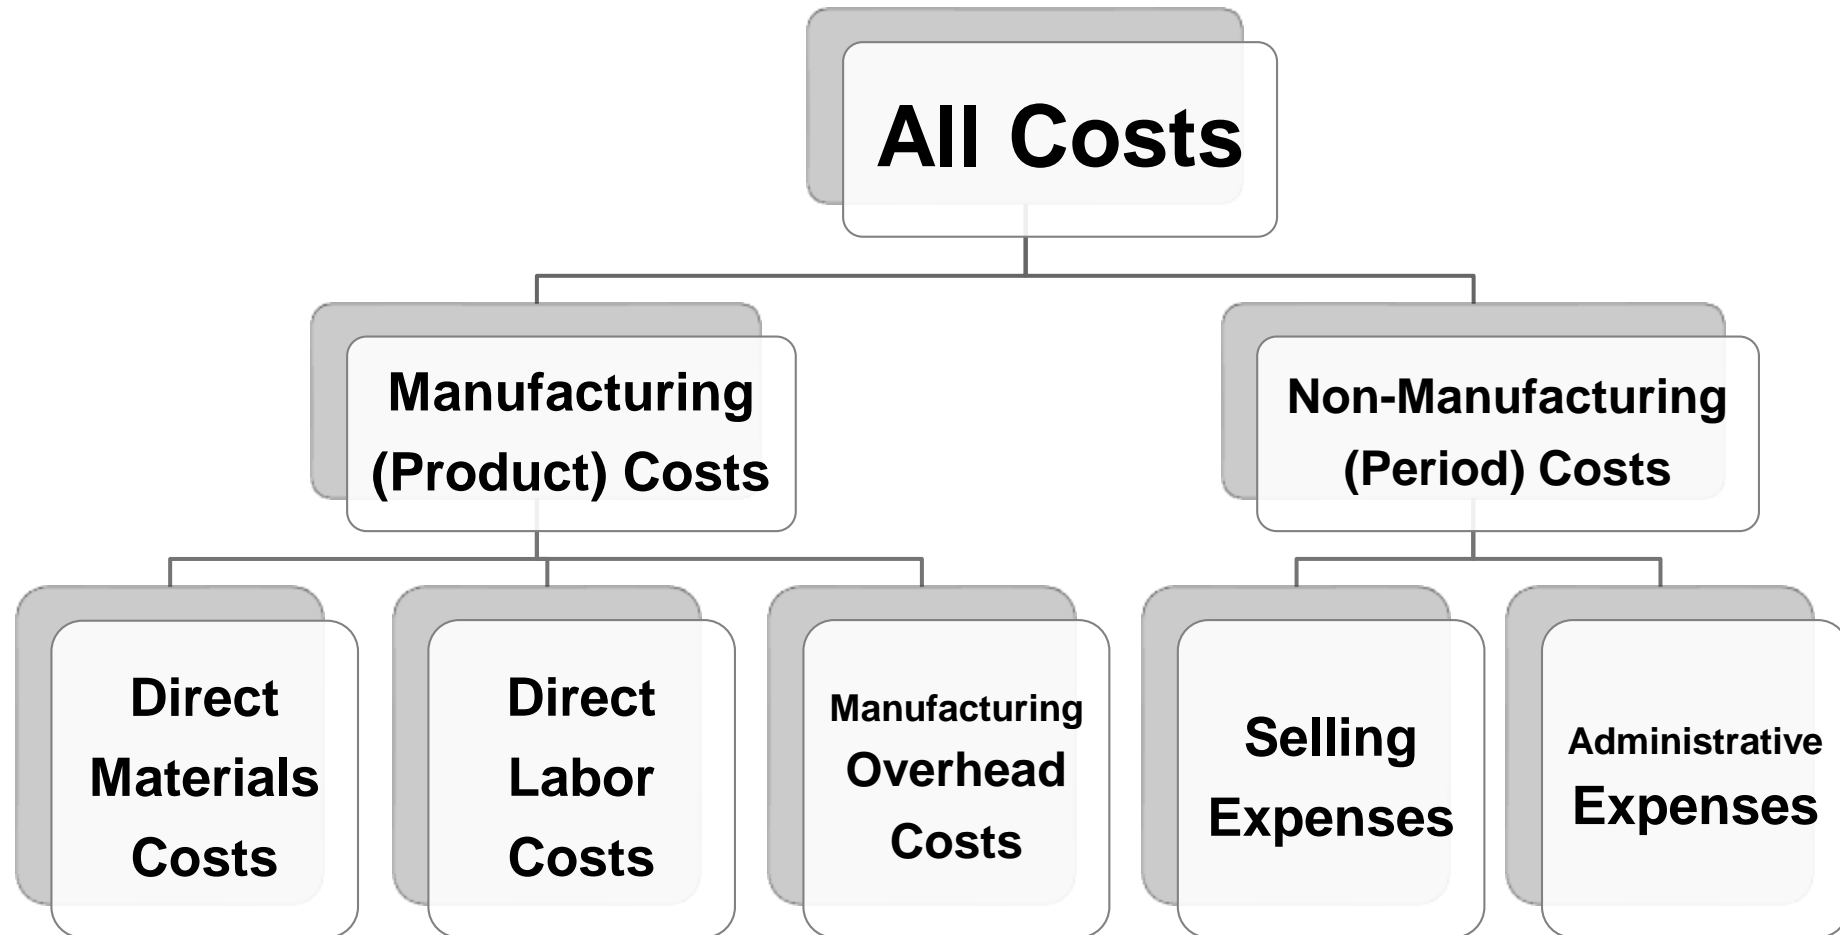 All Costs
Manufacturing
(Product) Costs
Non-Manufacturing
(Period) Costs
Direct
Materials
Costs
Direct
Labor
Costs
Manufacturing
Overhead
Costs
Selling
Expenses
Administrative
Expenses